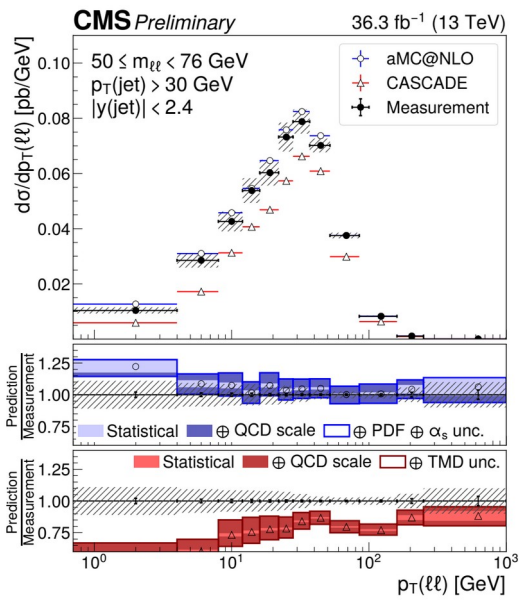 CMS Preliminary 36.3 fb⁻¹ (13 TeV)
50 ≤ mℓℓ < 76 GeV
pT(jet) > 30 GeV
|y(jet)| < 2.4
aMC@NLO
CASCADE
Measurement
dσ/dpT(ℓℓ) [pb/GeV]
0.10
0.08
0.06
0.04
0.02
Prediction
Measurement
1.25
1.00
0.75
Statistical ⊕ QCD scale ⊕ PDF ⊕ αs unc.
Prediction
Measurement
1.25
1.00
0.75
Statistical ⊕ QCD scale ⊕ TMD unc.
10⁰ 10¹ 10² 10³
pT(ℓℓ) [GeV]